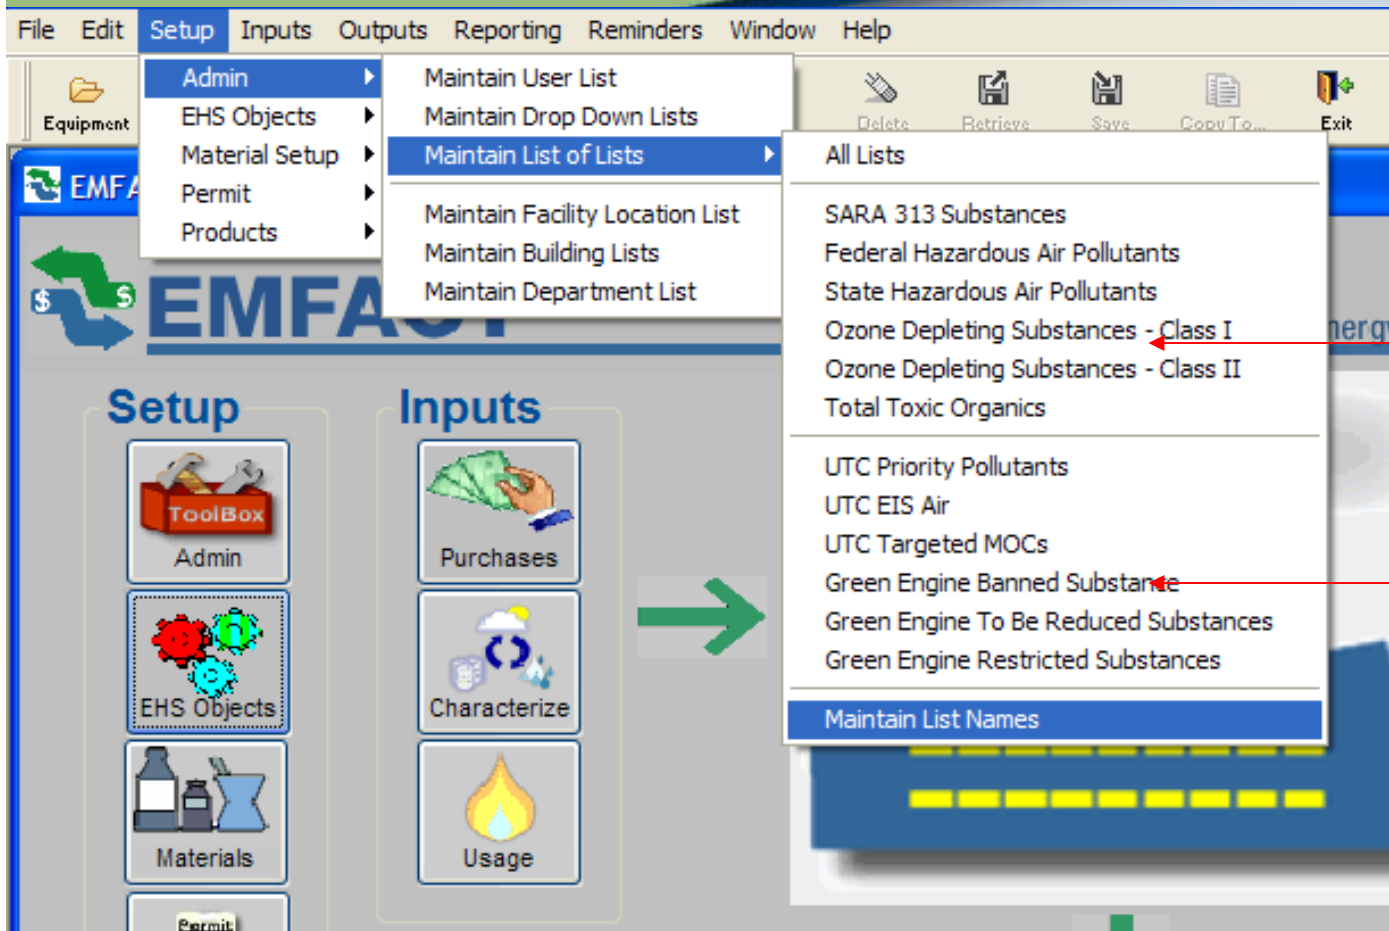 File Edit Setup Inputs Outputs Reporting Reminders Window Help
Equipment Delete Retrieve Save Copy To... Exit
Admin
EHS Objects
Material Setup
Permit
Products
Maintain User List
Maintain Drop Down Lists
Maintain List of Lists
Maintain Facility Location List
Maintain Building Lists
Maintain Department List
All Lists
SARA 313 Substances
Federal Hazardous Air Pollutants
State Hazardous Air Pollutants
Ozone Depleting Substances - Class I
Ozone Depleting Substances - Class II
Total Toxic Organics
UTC Priority Pollutants
UTC EIS Air
UTC Targeted MOCs
Green Engine Banned Substance
Green Engine To Be Reduced Substances
Green Engine Restricted Substances
Maintain List Names
EMFA
$ $
EMFACT
Setup
ToolBox
Admin
EHS Objects
Materials
Permit
Inputs
Purchases
Characterize
Usage